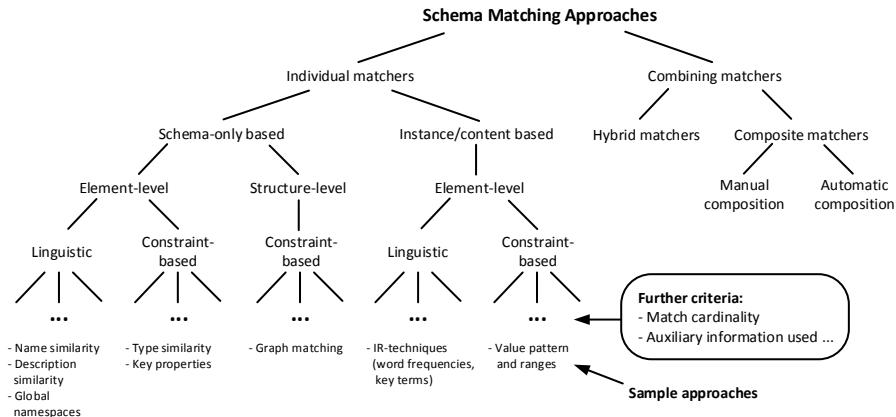 Schema Matching Approaches
Individual matchers
Combining matchers
Schema-only based
Instance/content based
Hybrid matchers
Composite matchers
Element-level
Structure-level
Element-level
Manual
composition
Automatic
composition
Linguistic
Constraint-
based
Constraint-
based
Linguistic
Constraint-
based
...
...
...
...
...
Further criteria:
- Match cardinality
- Auxiliary information used ...
- Name similarity
- Description
similarity
- Global
namespaces
- Type similarity
- Key properties
- Graph matching
- IR-techniques
(word frequencies,
key terms)
- Value pattern
and ranges
Sample approaches